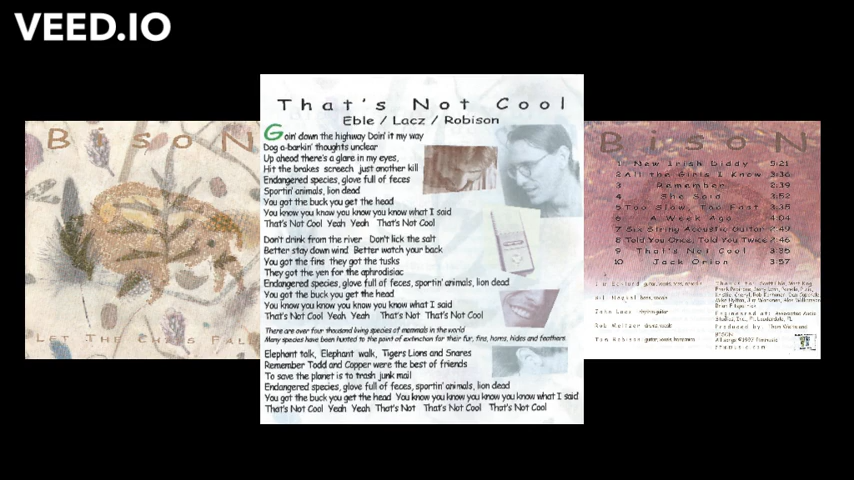 VEED.IO
BisoN
LET THE CHIPS FALL
That's Not Cool
Eble / Lacz / Robison
Goin' down the highway Doin' it my way
Dog a-barkin' thoughts unclear
Up ahead there's a glare in my eyes,
Hit the brakes screech just another kill
Endangered species, glove full of feces
Sportin' animals, lion dead
You got the buck you get the head
You know you know you know you know what I said
That's Not Cool Yeah Yeah That's Not Cool
Don't drink from the river Don't lick the salt
Better stay down wind Better watch your back
You got the fins they got the tusks
They got the yen for the aphrodisiac
Endangered species, glove full of feces, sportin' animals, lion dead
You got the buck you get the head
You know you know you know you know what I said
That's Not Cool Yeah Yeah That's Not Cool
There are over four thousand living species of mammals in the world
Many species have been hunted to the point of extinction for their fur, fins, horns, hides and feathers
Elephant talk, Elephant walk, Tigers Lions and Snares
Remember Todd and Copper were the best of friends
To save the planet is to trash junk mail
Endangered species, glove full of feces, sportin' animals, lion dead
You got the buck you get the head You know you know you know you know what I said
That's Not Cool Yeah Yeah That's Not That's Not Cool That's Not Cool
BisoN
1 New Irish Diddy 5:21
2 All the Girls I Know 3:36
3 Remember 2:39
4 She Said 3:52
5 Too Slow, Too Fast 3:35
6 A Week Ago 4:04
7 Six String Acoustic Guitar 2:49
8 Told You Once, Told You Twice 2:46
9 That's Not Cool 3:36
10 Jack Orion 3:57